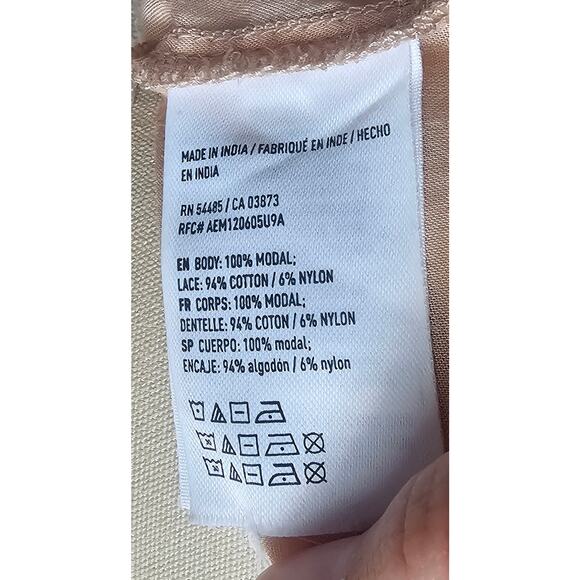 MADE IN INDIA / FABRIQUÉ EN INDE / HECHO
EN INDIA
RN 54485 / CA 03873
RFC# AEM120605U9A
EN BODY: 100% MODAL;
LACE: 94% COTTON / 6% NYLON
FR CORPS: 100% MODAL;
DENTELLE: 94% COTON / 6% NYLON
SP CUERPO: 100% modal;
ENCAJE: 94% algodón / 6% nylon